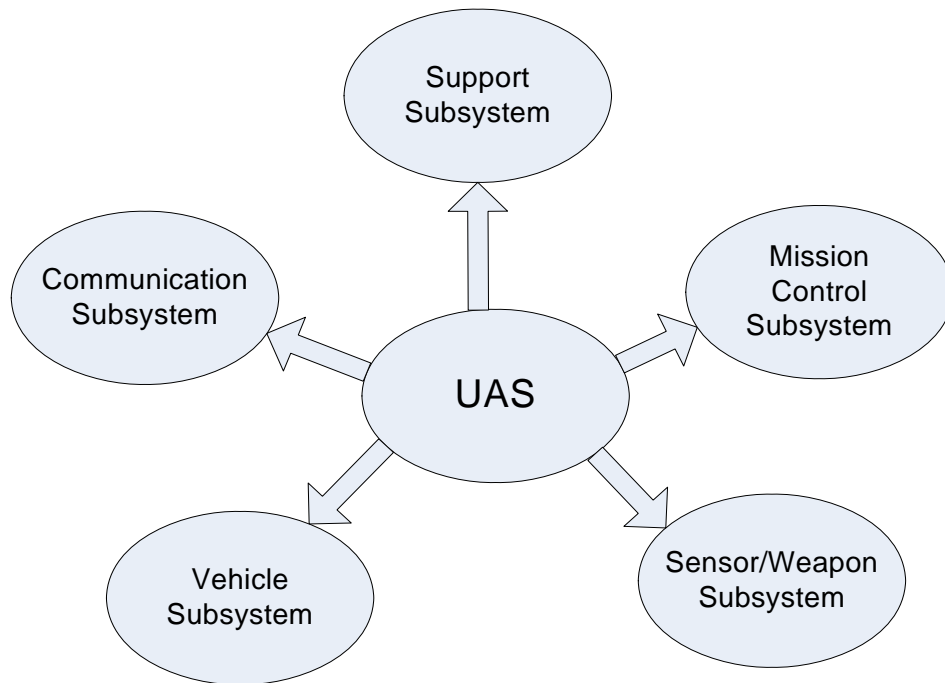 Support
Subsystem
Communication
Subsystem
Mission
Control
Subsystem
UAS
Vehicle
Subsystem
Sensor/Weapon
Subsystem